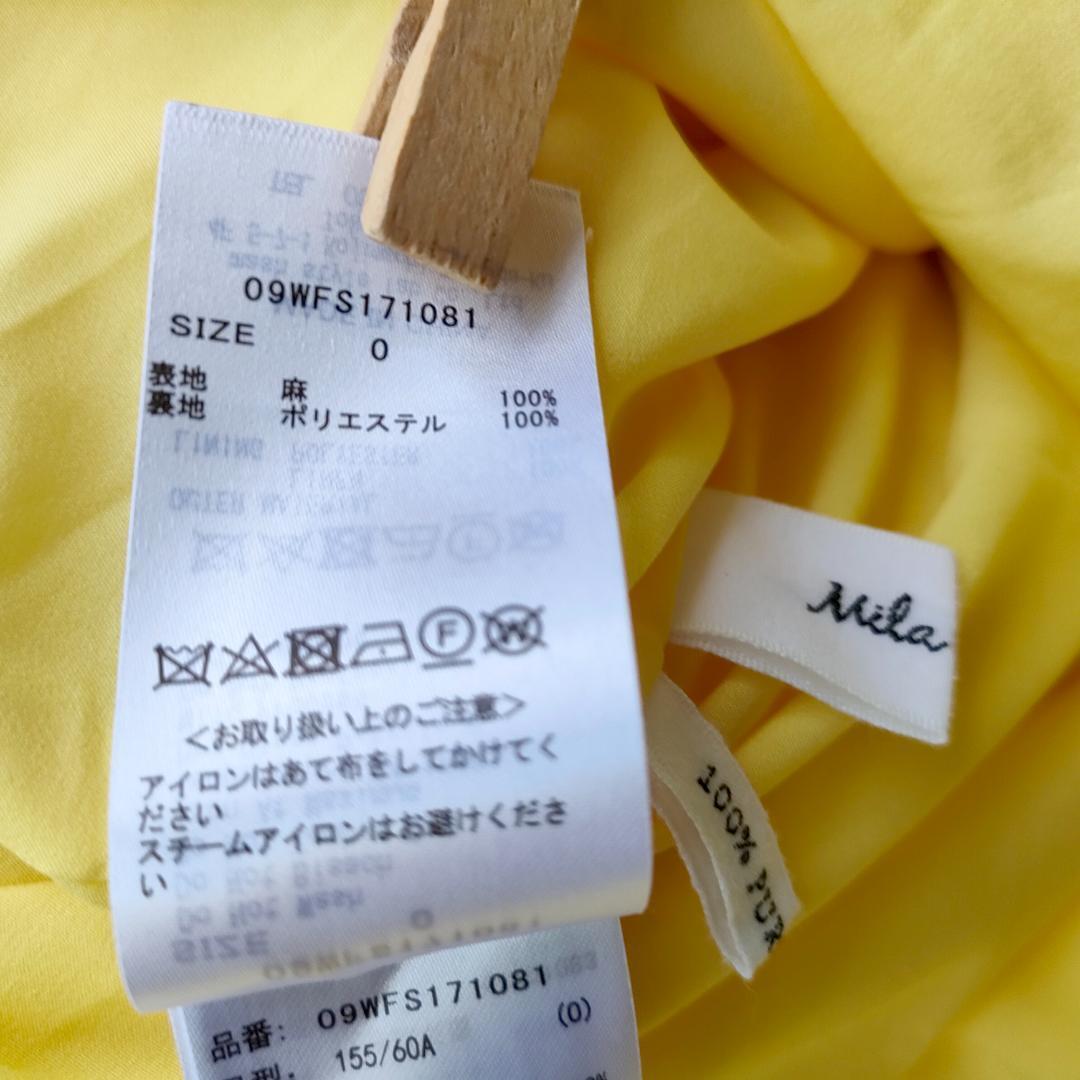 09WFS171081
SIZE 0
表地 麻 100%
裏地 ポリエステル 100%
F W
<お取り扱い上のご注意>
アイロンはあて布をしてかけてく
ださい
スチームアイロンはお避けくださ
い
品番: 09WFS171081 (0)
155/60A
Mila
100% PUR